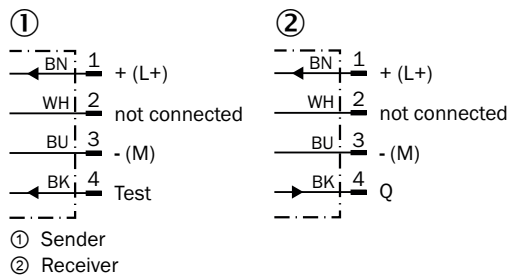 ① ②
BN 1 + (L+) BN 1 + (L+)
WH 2 not connected WH 2 not connected
BU 3 - (M) BU 3 - (M)
BK 4 Test BK 4 Q
① Sender
② Receiver